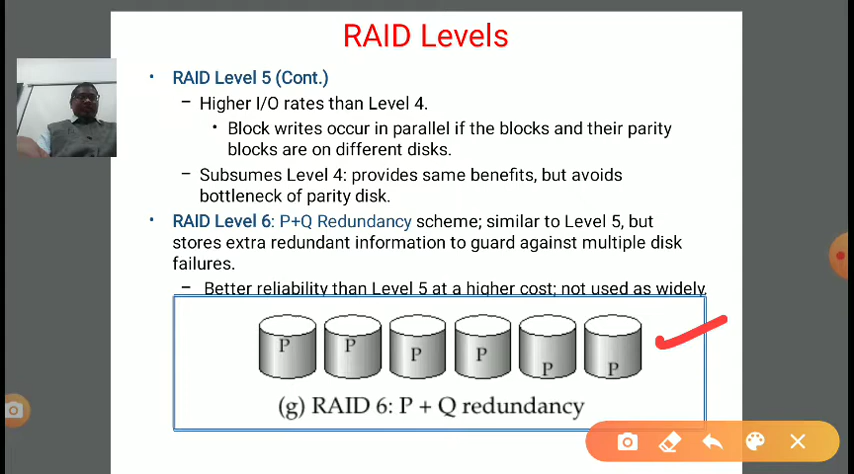 RAID Levels
• RAID Level 5 (Cont.)
– Higher I/O rates than Level 4.
• Block writes occur in parallel if the blocks and their parity
blocks are on different disks.
– Subsumes Level 4: provides same benefits, but avoids
bottleneck of parity disk.
• RAID Level 6: P+Q Redundancy scheme; similar to Level 5, but
stores extra redundant information to guard against multiple disk
failures.
– Better reliability than Level 5 at a higher cost; not used as widely.
P P P P P P
(g) RAID 6: P + Q redundancy